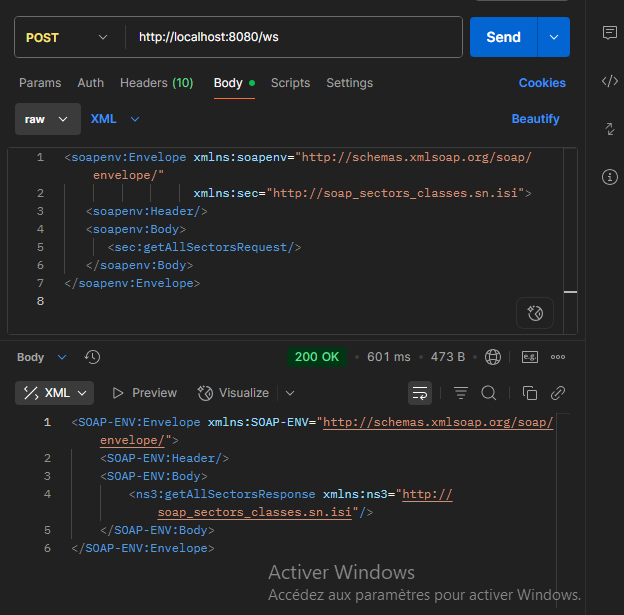 POST http://localhost:8080/ws Send
Params Auth Headers (10) Body Scripts Settings Cookies
raw XML Beautify
1 <soapenv:Envelope xmlns:soapenv="http://schemas.xmlsoap.org/soap/
envelope/"
2 xmlns:sec="http://soap_sectors_classes.sn.isi">
3 <soapenv:Header/>
4 <soapenv:Body>
5 <sec:getAllSectorsRequest/>
6 </soapenv:Body>
7 </soapenv:Envelope>
8
Body 200 OK • 601 ms • 473 B • e.g.
XML Preview Visualize
1 <SOAP-ENV:Envelope xmlns:SOAP-ENV="http://schemas.xmlsoap.org/soap/
envelope/">
2 <SOAP-ENV:Header/>
3 <SOAP-ENV:Body>
4 <ns3:getAllSectorsResponse xmlns:ns3="http://
soap_sectors_classes.sn.isi"/>
5 </SOAP-ENV:Body>
6 </SOAP-ENV:Envelope>
Activer Windows
Accédez aux paramètres pour activer Windows.